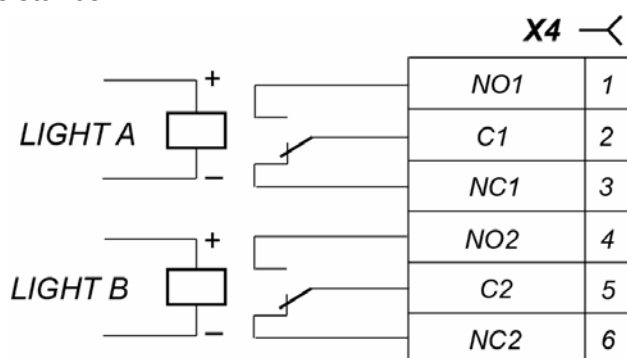 X4
+
NO1 1
LIGHT A
C1 2
–
NC1 3
+
NO2 4
LIGHT B
C2 5
–
NC2 6